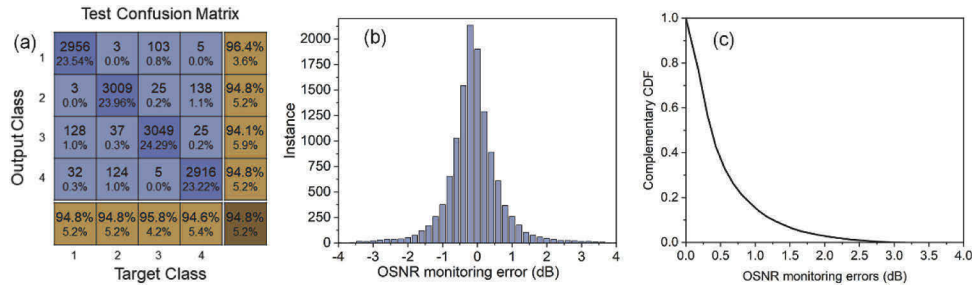 Test Confusion Matrix
(a)
Output Class
1
2956 3 103 5 96.4%
23.54% 0.0% 0.8% 0.0% 3.6%
2
3 3009 25 138 94.8%
0.0% 23.96% 0.2% 1.1% 5.2%
3
128 37 3049 25 94.1%
1.0% 0.3% 24.29% 0.2% 5.9%
4
32 124 5 2916 94.8%
0.3% 1.0% 0.0% 23.22% 5.2%
94.8% 94.8% 95.8% 94.6% 94.8%
5.2% 5.2% 4.2% 5.4% 5.2%
1 2 3 4
Target Class
(b)
Instance
2000
1750
1500
1250
1000
750
500
250
0
-4 -3 -2 -1 0 1 2 3 4
OSNR monitoring error (dB)
(c)
Complementary CDF
1.0
0.8
0.6
0.4
0.2
0.0
0.0 0.5 1.0 1.5 2.0 2.5 3.0 3.5 4.0
OSNR monitoring errors (dB)